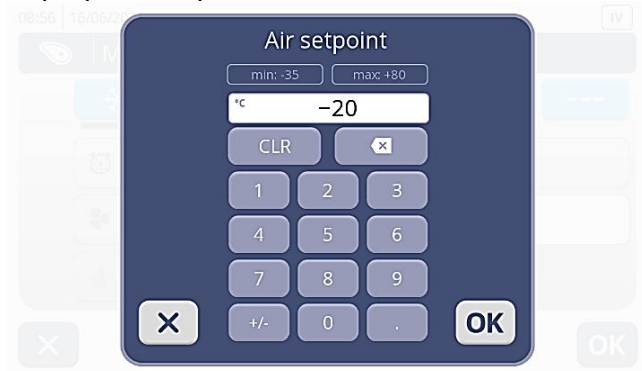 08:56 16/06/20
IV
M
Air setpoint
min: -35 max: +80
°C −20
CLR
1 2 3
4 5 6
7 8 9
+/- 0 .
OK
OK